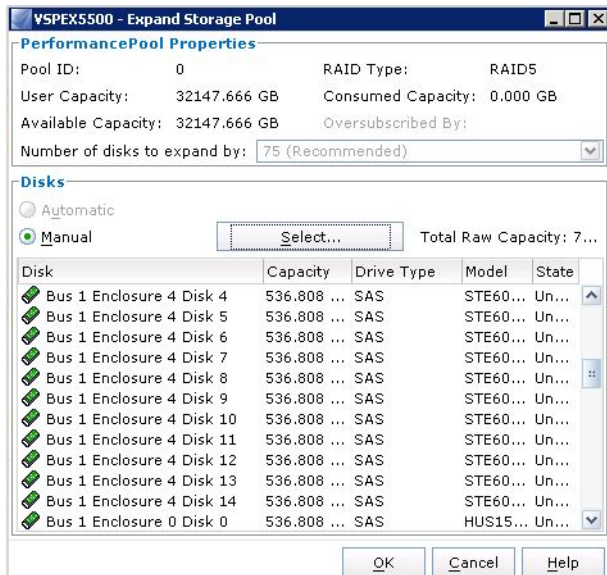 VSPEX5500 - Expand Storage Pool
PerformancePool Properties
Pool ID: 0 RAID Type: RAID5
User Capacity: 32147.666 GB Consumed Capacity: 0.000 GB
Available Capacity: 32147.666 GB Oversubscribed By:
Number of disks to expand by: 75 (Recommended)
Disks
Automatic
Manual Select... Total Raw Capacity: 7...
Disk Capacity Drive Type Model State
Bus 1 Enclosure 4 Disk 4 536.808 ... SAS STE60... Un...
Bus 1 Enclosure 4 Disk 5 536.808 ... SAS STE60... Un...
Bus 1 Enclosure 4 Disk 6 536.808 ... SAS STE60... Un...
Bus 1 Enclosure 4 Disk 7 536.808 ... SAS STE60... Un...
Bus 1 Enclosure 4 Disk 8 536.808 ... SAS STE60... Un...
Bus 1 Enclosure 4 Disk 9 536.808 ... SAS STE60... Un...
Bus 1 Enclosure 4 Disk 10 536.808 ... SAS STE60... Un...
Bus 1 Enclosure 4 Disk 11 536.808 ... SAS STE60... Un...
Bus 1 Enclosure 4 Disk 12 536.808 ... SAS STE60... Un...
Bus 1 Enclosure 4 Disk 13 536.808 ... SAS STE60... Un...
Bus 1 Enclosure 4 Disk 14 536.808 ... SAS STE60... Un...
Bus 1 Enclosure 0 Disk 0 536.808 ... SAS HUS15... Un...
OK Cancel Help